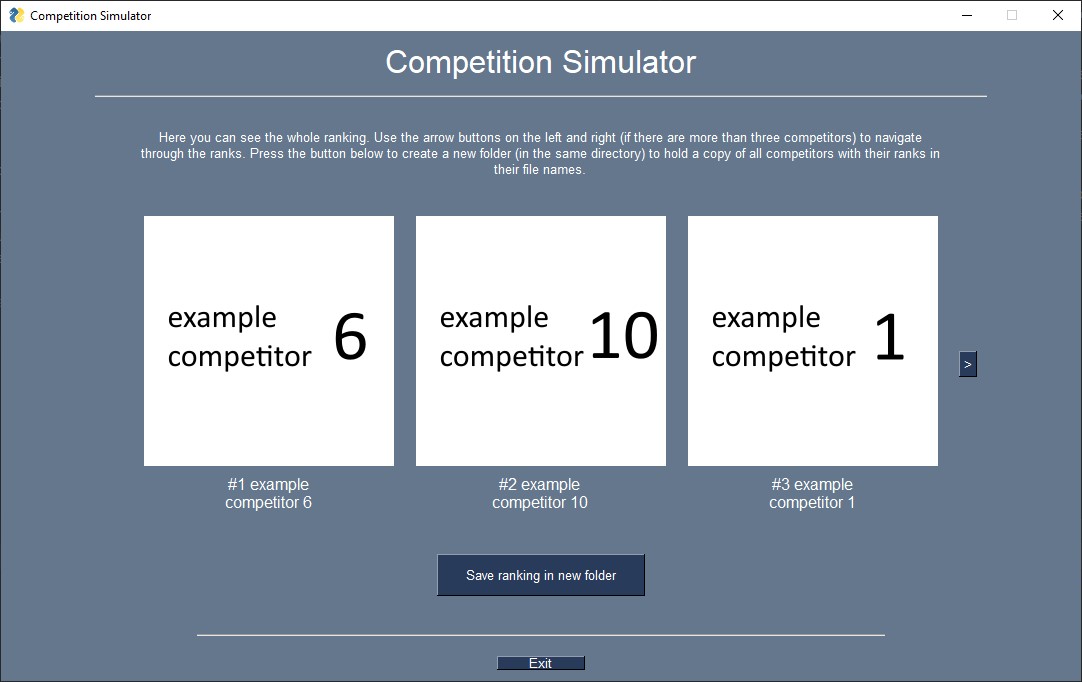 Competition Simulator
Competition Simulator
Here you can see the whole ranking. Use the arrow buttons on the left and right (if there are more than three competitors) to navigate
through the ranks. Press the button below to create a new folder (in the same directory) to hold a copy of all competitors with their ranks in
their file names.
example
competitor 6
example
competitor 10
example
competitor 1
>
#1 example
competitor 6
#2 example
competitor 10
#3 example
competitor 1
Save ranking in new folder
Exit